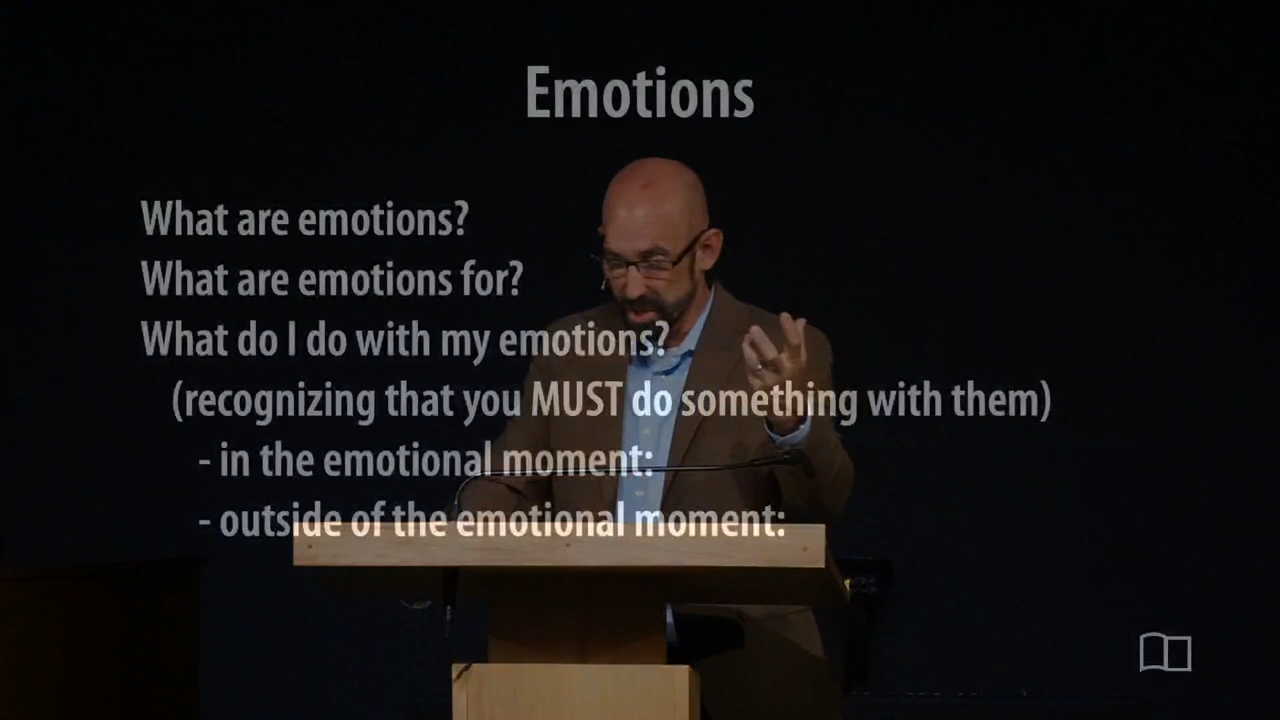 Emotions
What are emotions?
What are emotions for?
What do I do with my emotions?
(recognizing that you MUST do something with them)
- in the emotional moment:
- outside of the emotional moment: